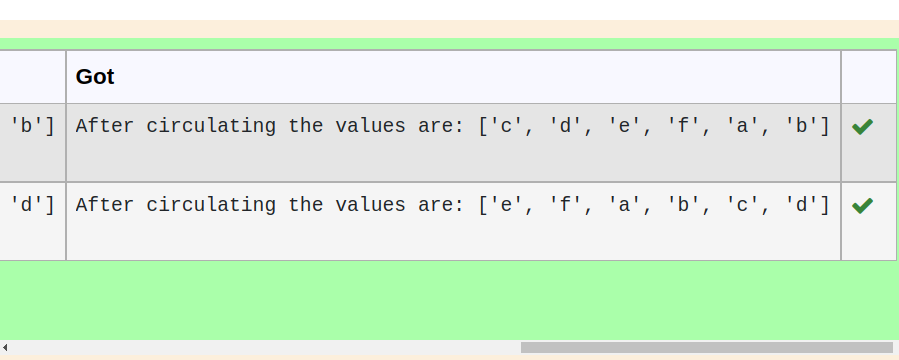 Got
'b'] After circulating the values are: ['c', 'd', 'e', 'f', 'a', 'b']
'd'] After circulating the values are: ['e', 'f', 'a', 'b', 'c', 'd']